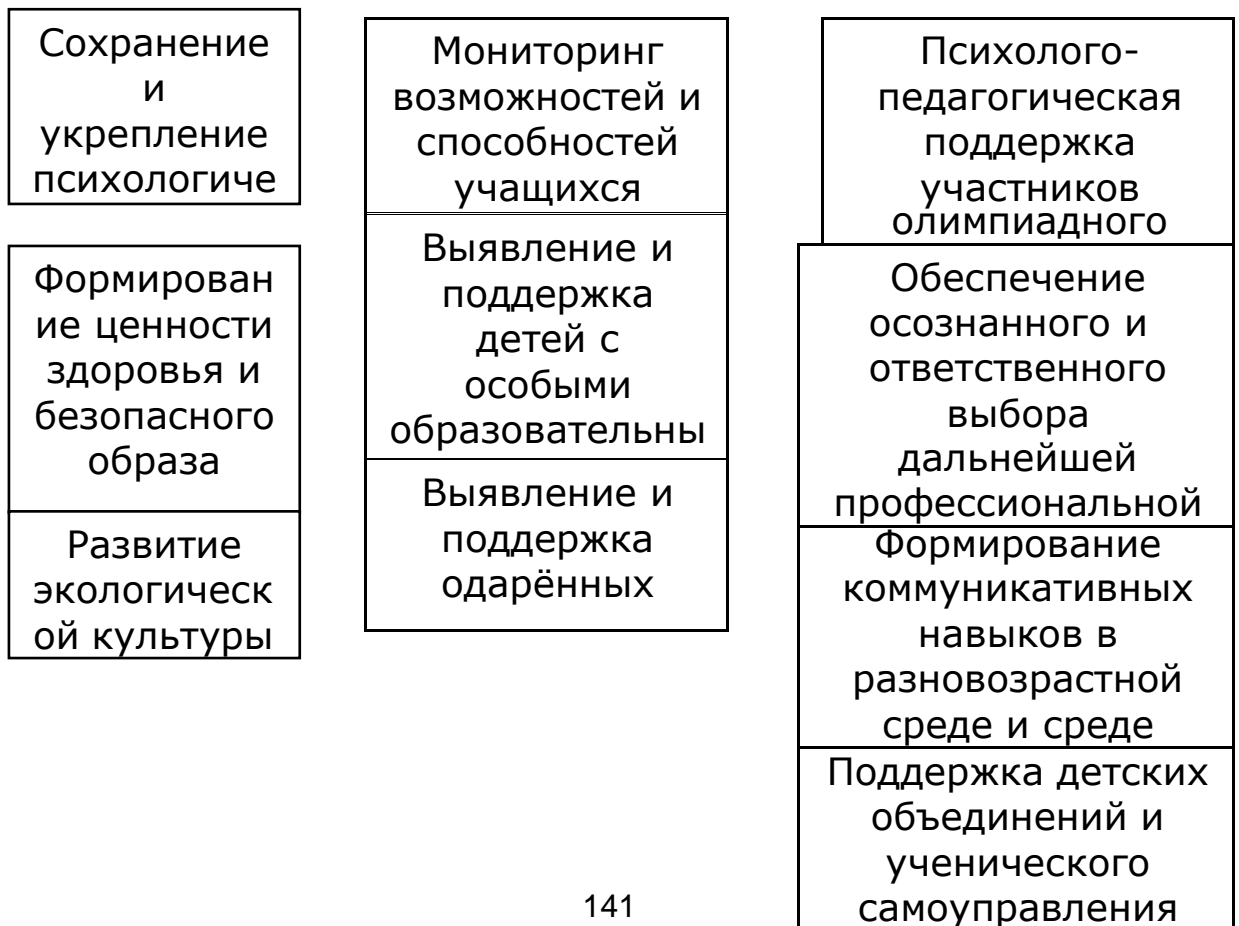 Сохранение
и
укрепление
психологиче
Формирован
ие ценности
здоровья и
безопасного
образа
Развитие
экологическ
ой культуры
Мониторинг
возможностей и
способностей
учащихся
Выявление и
поддержка
детей с
особыми
образовательны
Выявление и
поддержка
одарённых
Психолого-
педагогическая
поддержка
участников
олимпиадного
Обеспечение
осознанного и
ответственного
выбора
дальнейшей
профессиональной
Формирование
коммуникативных
навыков в
разновозрастной
среде и среде
Поддержка детских
объединений и
ученического
самоуправления
141